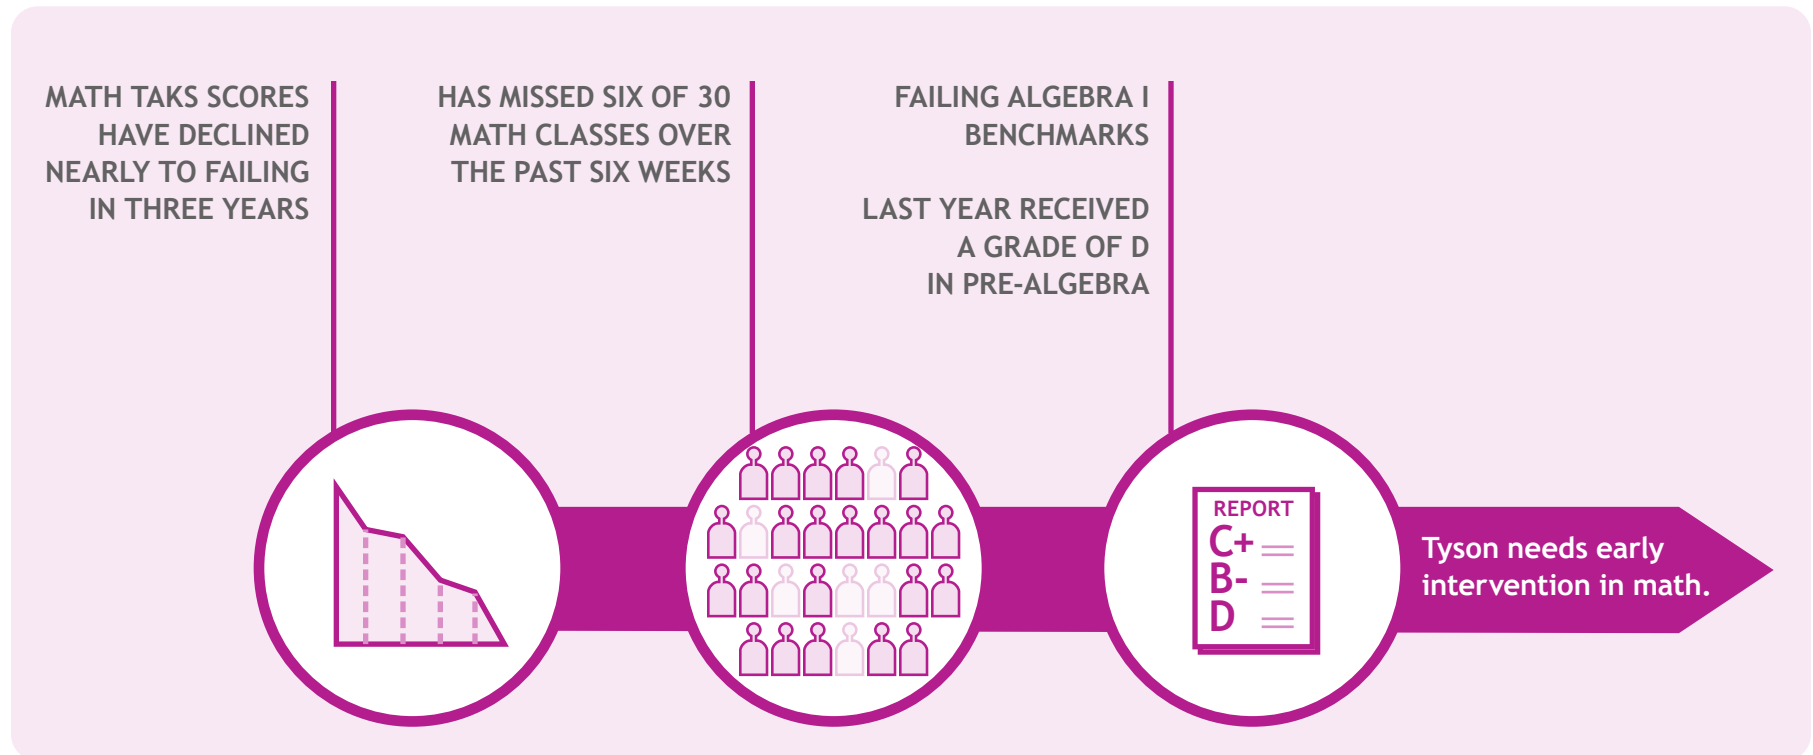 MATH TAKS SCORES
HAVE DECLINED
NEARLY TO FAILING
IN THREE YEARS
HAS MISSED SIX OF 30
MATH CLASSES OVER
THE PAST SIX WEEKS
FAILING ALGEBRA I
BENCHMARKS
LAST YEAR RECEIVED
A GRADE OF D
IN PRE-ALGEBRA
REPORT
C+
B-
D
Tyson needs early
intervention in math.